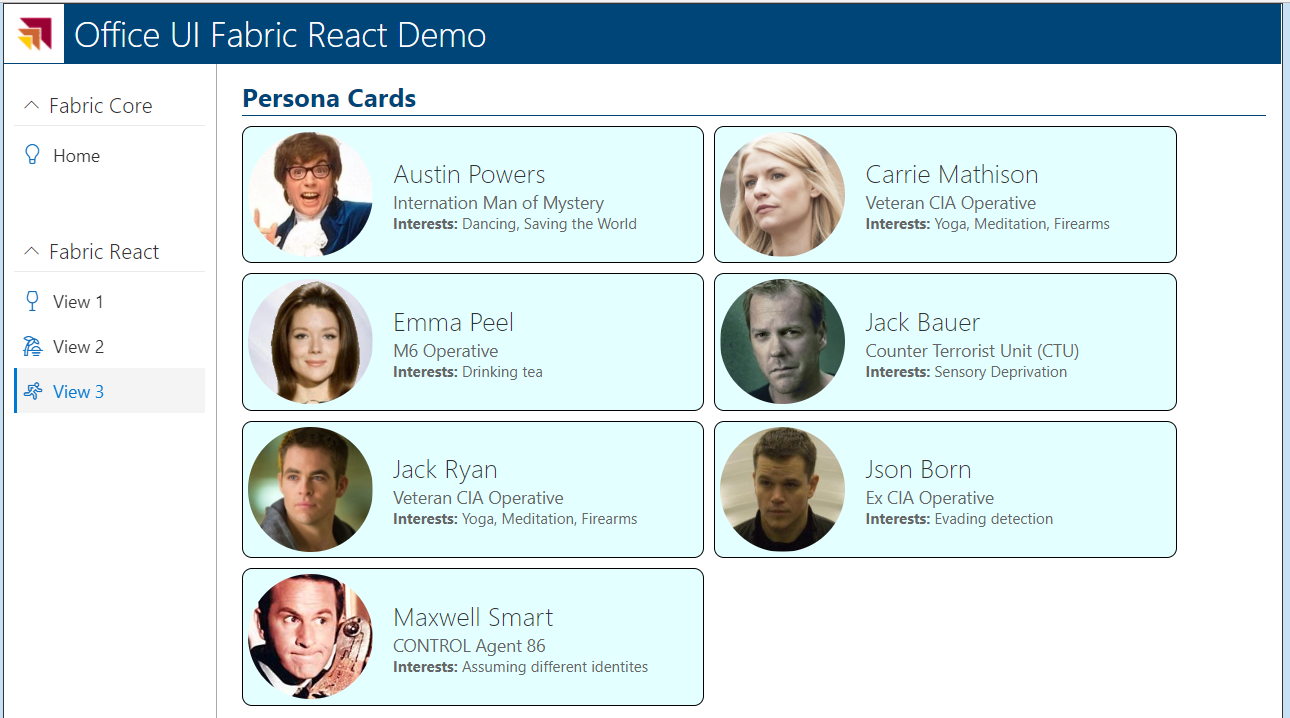 Office UI Fabric React Demo
Fabric Core
Home
Fabric React
View 1
View 2
View 3
Persona Cards
Austin Powers
Internation Man of Mystery
Interests: Dancing, Saving the World
Carrie Mathison
Veteran CIA Operative
Interests: Yoga, Meditation, Firearms
Emma Peel
M6 Operative
Interests: Drinking tea
Jack Bauer
Counter Terrorist Unit (CTU)
Interests: Sensory Deprivation
Jack Ryan
Veteran CIA Operative
Interests: Yoga, Meditation, Firearms
Json Born
Ex CIA Operative
Interests: Evading detection
Maxwell Smart
CONTROL Agent 86
Interests: Assuming different identites